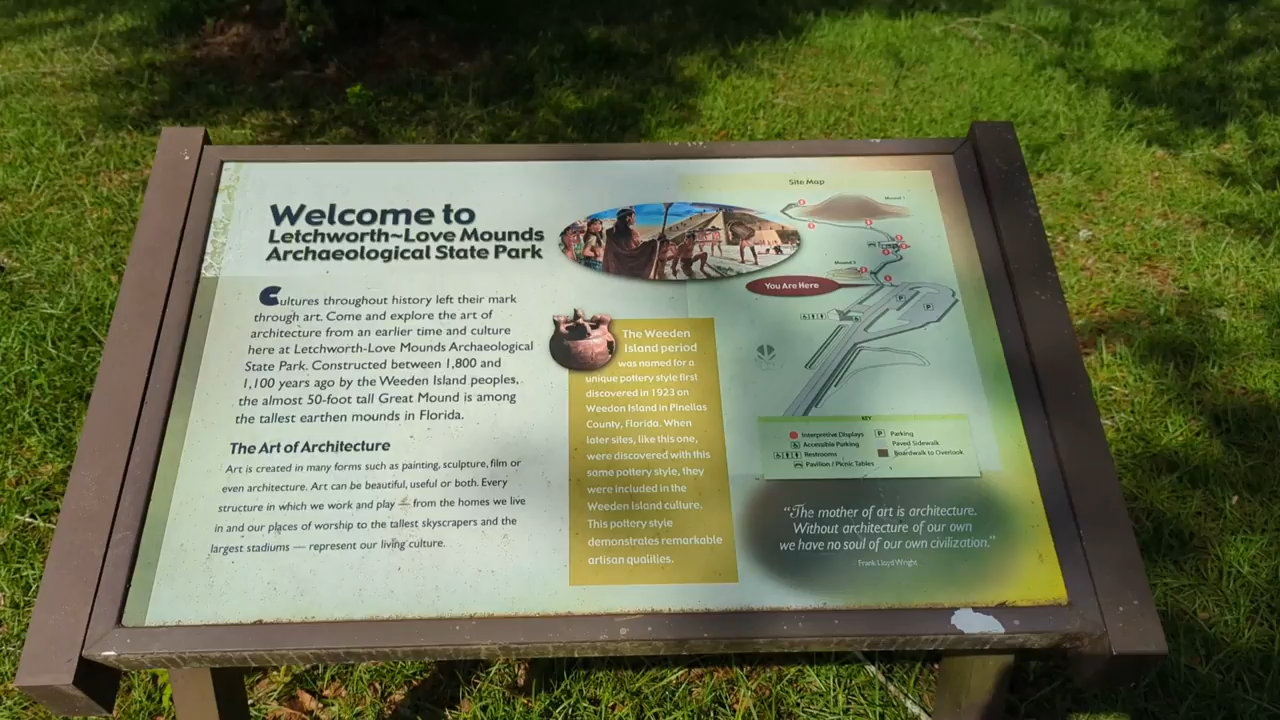 Welcome to
Letchworth~Love Mounds
Archaeological State Park
Cultures throughout history left their mark
through art. Come and explore the art of
architecture from an earlier time and culture
here at Letchworth-Love Mounds Archaeological
State Park. Constructed between 1,800 and
1,100 years ago by the Weeden Island peoples,
the almost 50-foot tall Great Mound is among
the tallest earthen mounds in Florida.
The Art of Architecture
Art is created in many forms such as painting, sculpture, film or
even architecture. Art can be beautiful, useful or both. Every
structure in which we work and play — from the homes we live
in and our places of worship to the tallest skyscrapers and the
largest stadiums — represent our living culture.
The Weeden
Island period
was named for a
unique pottery style first
discovered in 1923 on
Weedon Island in Pinellas
County, Florida. When
later sites, like this one,
were discovered with this
same pottery style, they
were included in the
Weeden Island culture.
This pottery style
demonstrates remarkable
artisan qualities.
Site Map
Mound 1
Mound 2
You Are Here
P
P
KEY
Interpretive Displays
Accessible Parking
Restrooms
Pavilion / Picnic Tables
P Parking
Paved Sidewalk
Boardwalk to Overlook
"The mother of art is architecture.
Without architecture of our own
we have no soul of our own civilization."
Frank Lloyd Wright